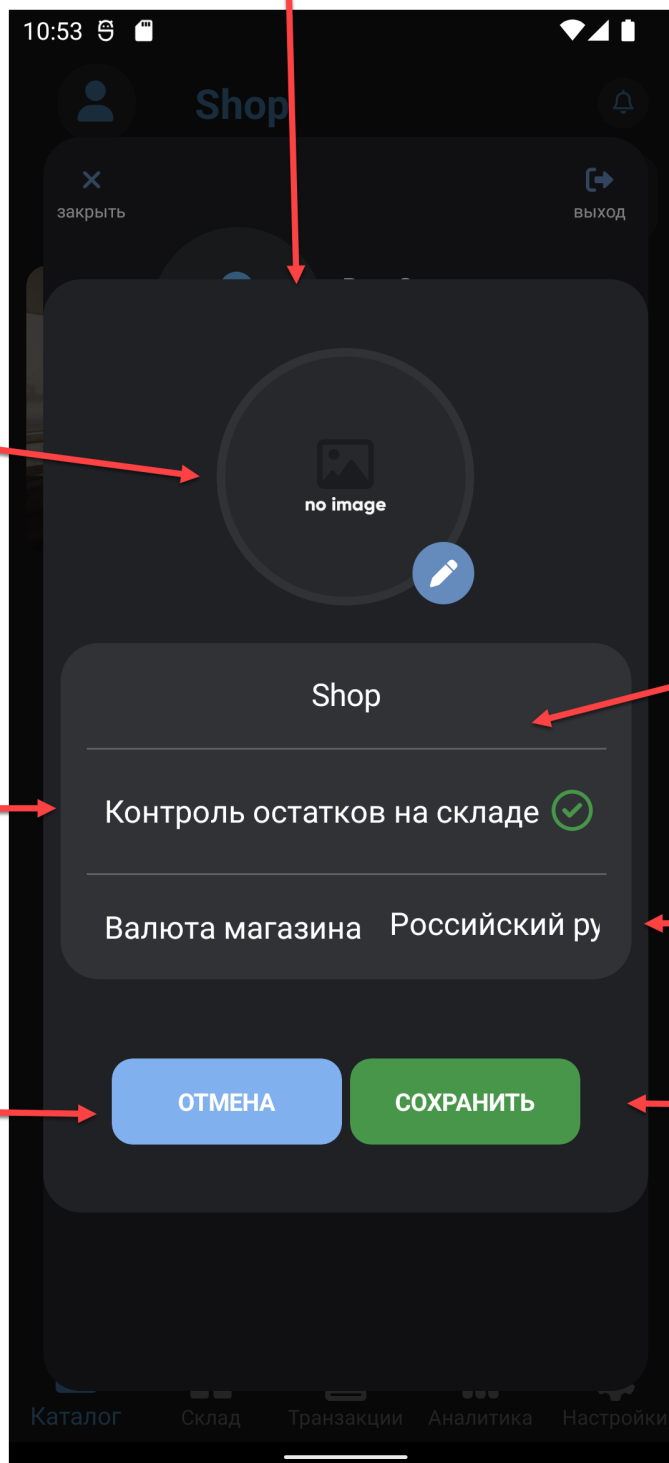 10:53
Shop
закрыть
выход
no image
Shop
Контроль остатков на складе
Валюта магазина Российский ру
ОТМЕНА СОХРАНИТЬ
Каталог Склад Транзакции Аналитика Настройки